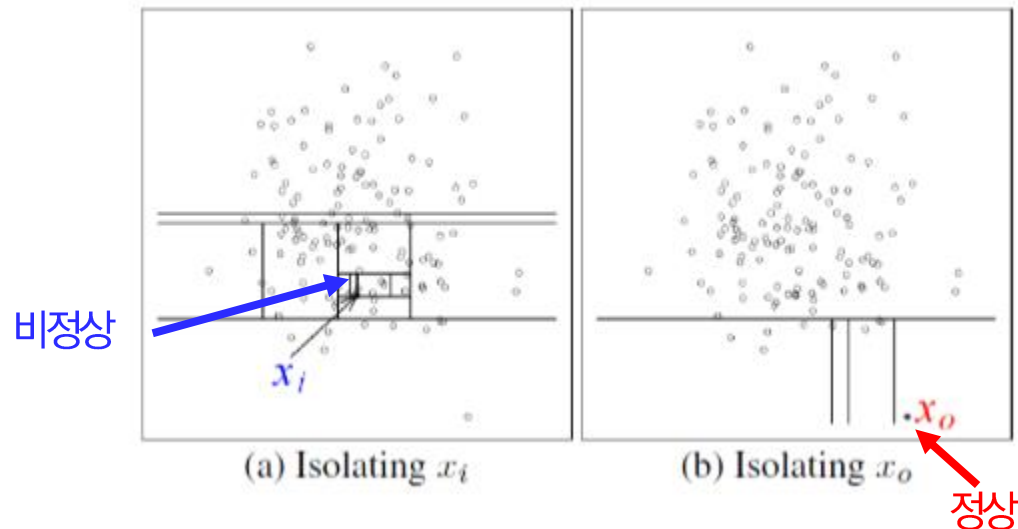 비정상
x_i
x_o
(a) Isolating x_i
(b) Isolating x_o
정상